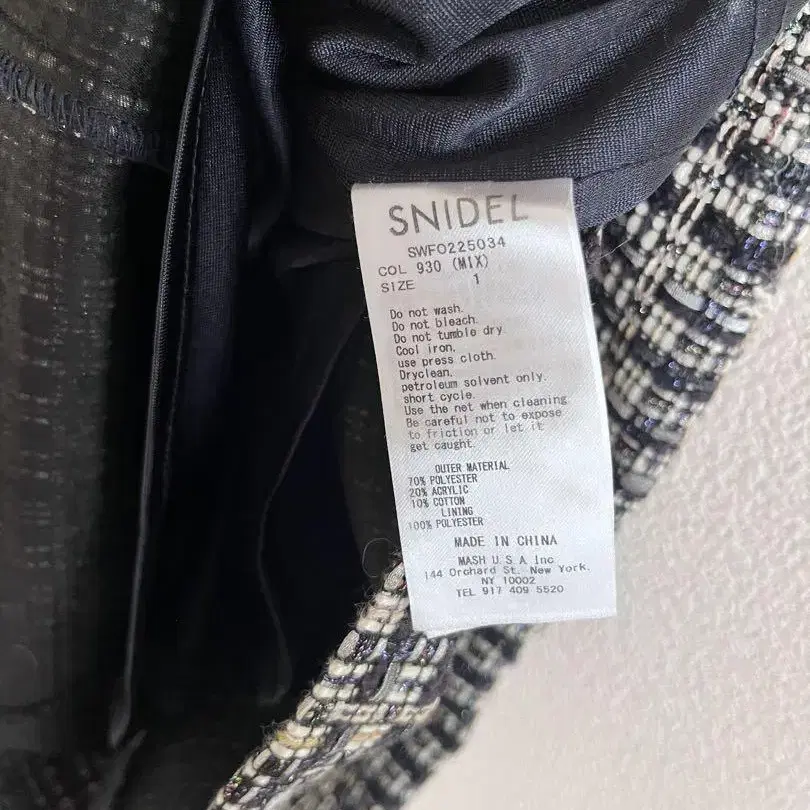 SNIDEL
SWFO225034
COL 930 (MIX)
SIZE 1
Do not wash.
Do not bleach.
Do not tumble dry
Cool iron,
use press cloth.
Dryclean,
petroleum solvent only.
short cycle.
Use the net when cleaning
Be careful not to expose
to friction or let it
get caught.
OUTER MATERIAL
70% POLYESTER
20% ACRYLIC
10% COTTON
LINING
100% POLYESTER
MADE IN CHINA
MASH U.S.A Inc
144 Orchard St. New York,
NY 10002
TEL 917 409 5520